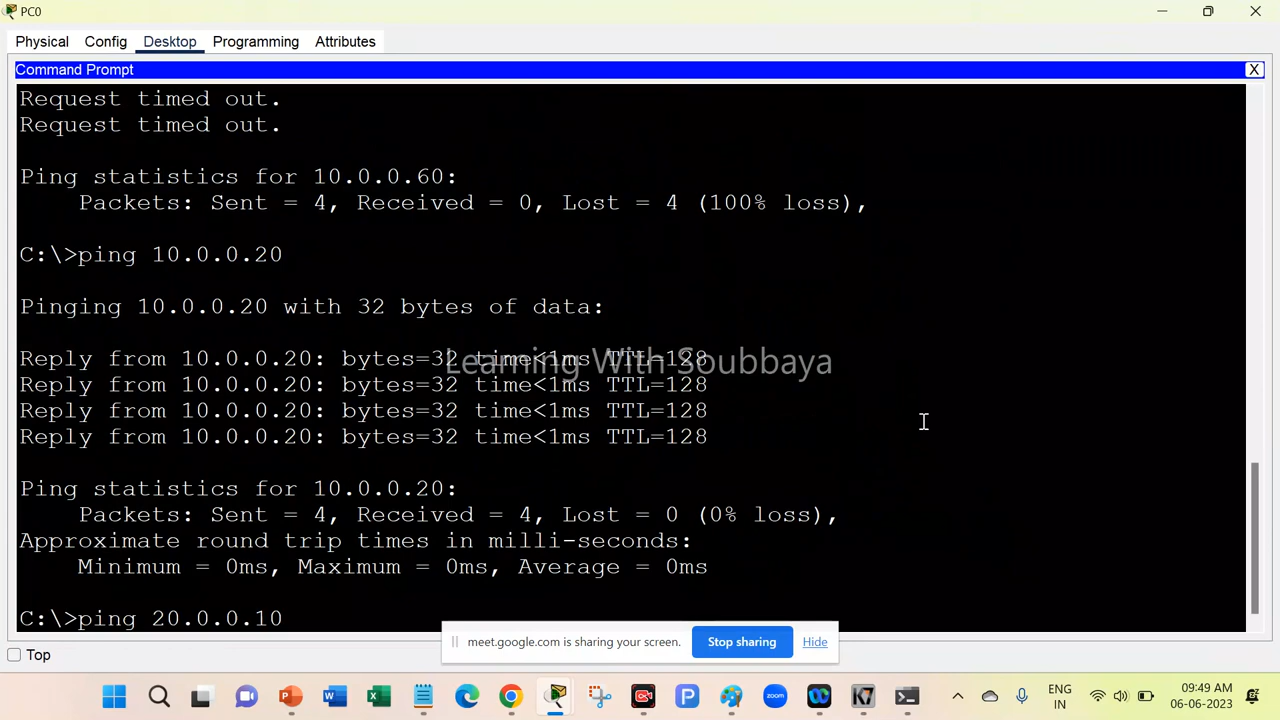 PC0
Physical Config Desktop Programming Attributes
Command Prompt X
Request timed out.
Request timed out.
Ping statistics for 10.0.0.60:
Packets: Sent = 4, Received = 0, Lost = 4 (100% loss),
C:\>ping 10.0.0.20
Pinging 10.0.0.20 with 32 bytes of data:
Reply from 10.0.0.20: bytes=32 time<1ms TTL=128
Learning With Soubbaya
Reply from 10.0.0.20: bytes=32 time<1ms TTL=128
Reply from 10.0.0.20: bytes=32 time<1ms TTL=128
Reply from 10.0.0.20: bytes=32 time<1ms TTL=128
Ping statistics for 10.0.0.20:
Packets: Sent = 4, Received = 4, Lost = 0 (0% loss),
Approximate round trip times in milli-seconds:
Minimum = 0ms, Maximum = 0ms, Average = 0ms
C:\>ping 20.0.0.10
meet.google.com is sharing your screen. Stop sharing Hide
Top
zoom
ENG
IN
09:49 AM
06-06-2023